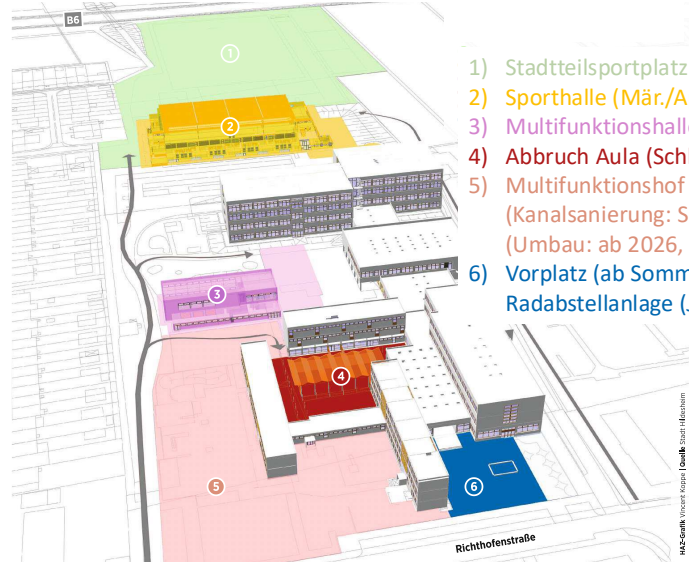 B6
1
2
3
4
5
6
1) Stadtteilsportplatz
2) Sporthalle (Mär./A
3) Multifunktionshalle
4) Abbruch Aula (Schl
5) Multifunktionshof
(Kanalsanierung: S
(Umbau: ab 2026,
6) Vorplatz (ab Somm
Radabstellanlage (J
Richthofenstraße
HAZ-Grafik Vincent Koppe | Quelle Stadt Hildesheim